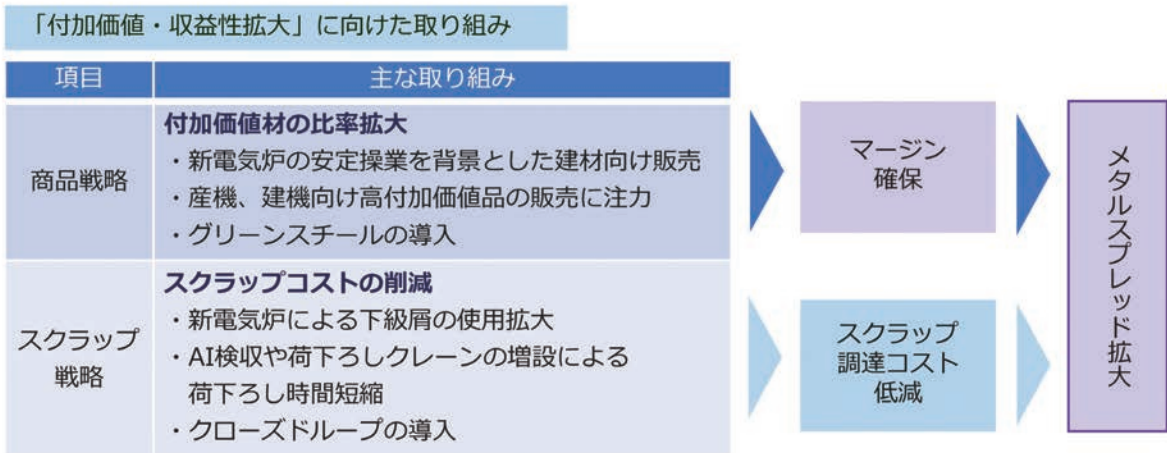 「付加価値・収益性拡大」に向けた取り組み
項目
主な取り組み
商品戦略
付加価値材の比率拡大
・新電気炉の安定操業を背景とした建材向け販売
・産機、建機向け高付加価値品の販売に注力
・グリーンスチールの導入
マージン
確保
スクラップ
戦略
スクラップコストの削減
・新電気炉による下級屑の使用拡大
・AI検収や荷下ろしクレーンの増設による
荷下ろし時間短縮
・クローズドループの導入
スクラップ
調達コスト
低減
メタルスプレッド拡大